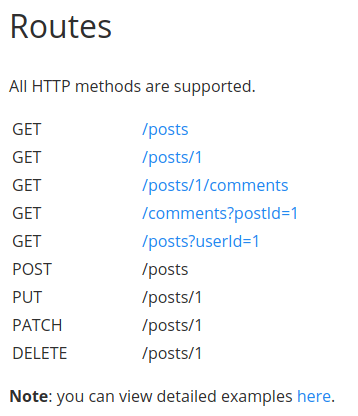 Routes
All HTTP methods are supported.
GET /posts
GET /posts/1
GET /posts/1/comments
GET /comments?postId=1
GET /posts?userId=1
POST /posts
PUT /posts/1
PATCH /posts/1
DELETE /posts/1
Note: you can view detailed examples here.